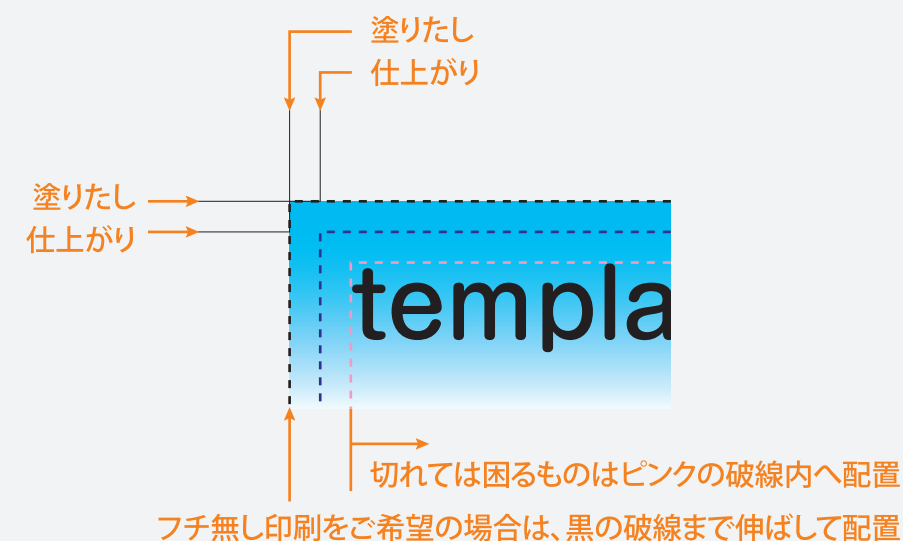 塗りたし
仕上がり
塗りたし
仕上がり
templa
切れては困るものはピンクの破線内へ配置
フチ無し印刷をご希望の場合は、黒の破線まで伸ばして配置